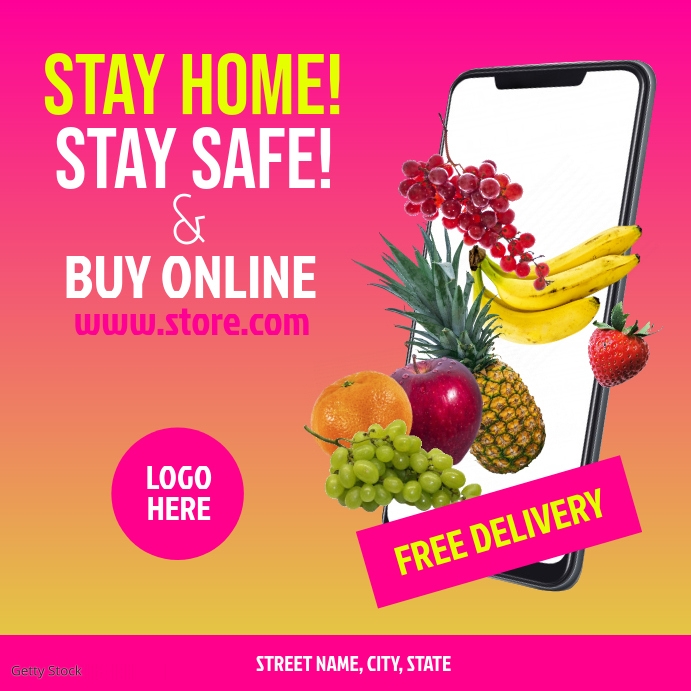 STAY HOME!
STAY SAFE!
&
BUY ONLINE
www.store.com
LOGO
HERE
FREE DELIVERY
STREET NAME, CITY, STATE
Getty Stock